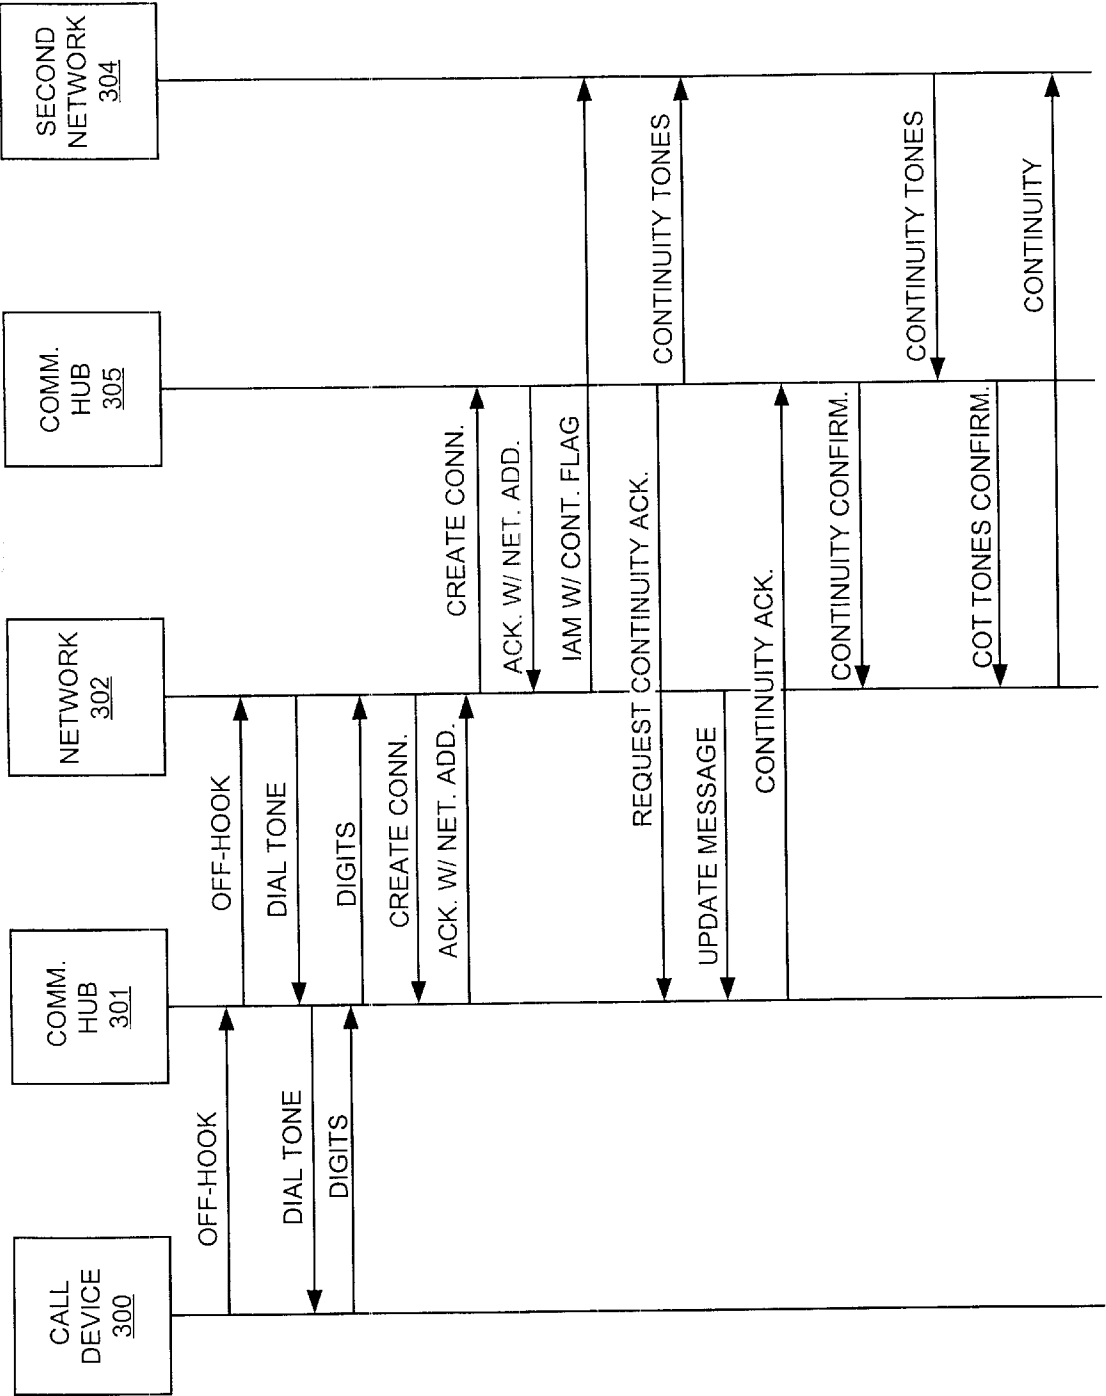 CALL
DEVICE
300
COMM.
HUB
301
NETWORK
302
COMM.
HUB
305
SECOND
NETWORK
304
OFF-HOOK
OFF-HOOK
DIAL TONE
DIAL TONE
DIGITS
DIGITS
CREATE CONN.
ACK. W/ NET. ADD.
CREATE CONN.
ACK. W/ NET. ADD.
IAM W/ CONT. FLAG
REQUEST CONTINUITY ACK.
CONTINUITY TONES
UPDATE MESSAGE
CONTINUITY ACK.
CONTINUITY CONFIRM.
CONTINUITY TONES
COT TONES CONFIRM.
CONTINUITY